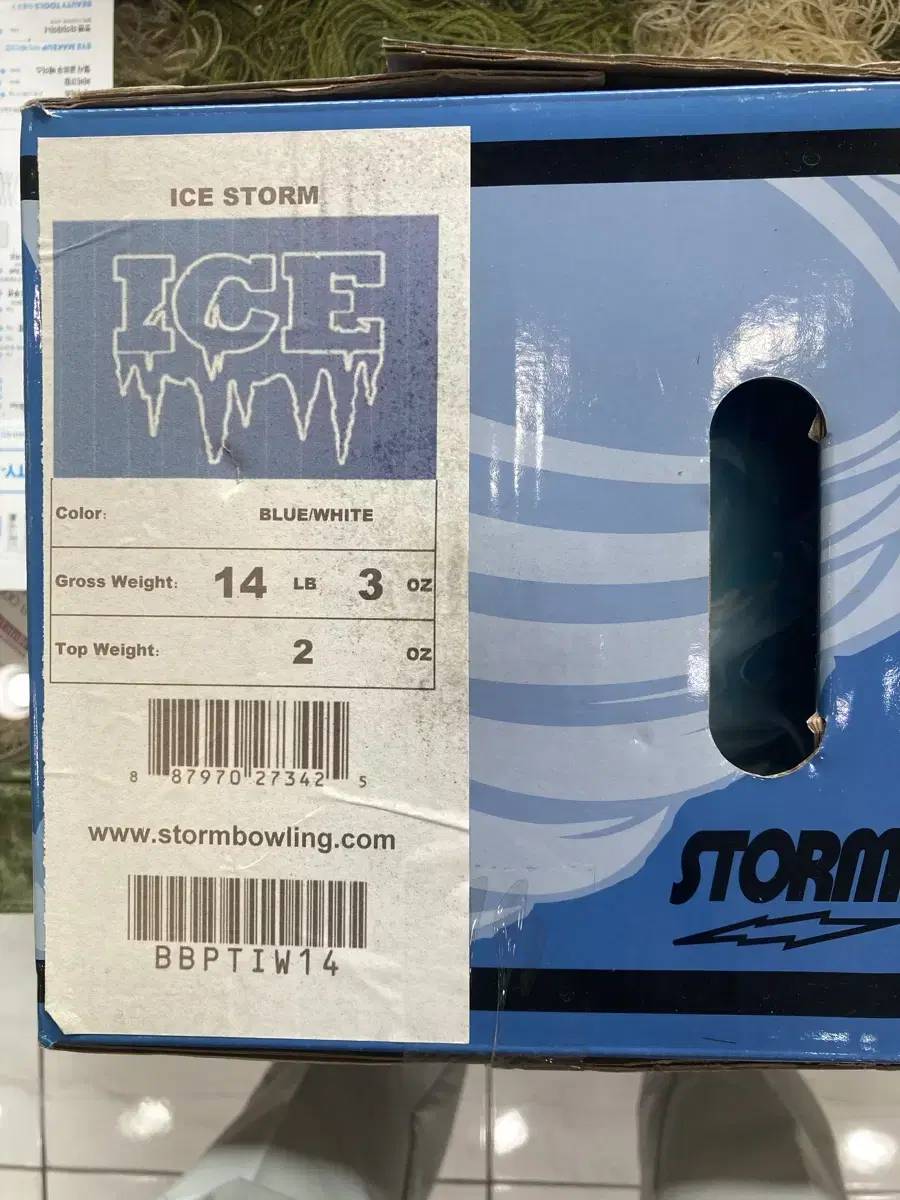 ICE STORM
ICE
Color: BLUE/WHITE
Gross Weight: 14 LB 3 OZ
Top Weight: 2 OZ
8 87970 27342 5
www.stormbowling.com
BBPTIW14
STORM